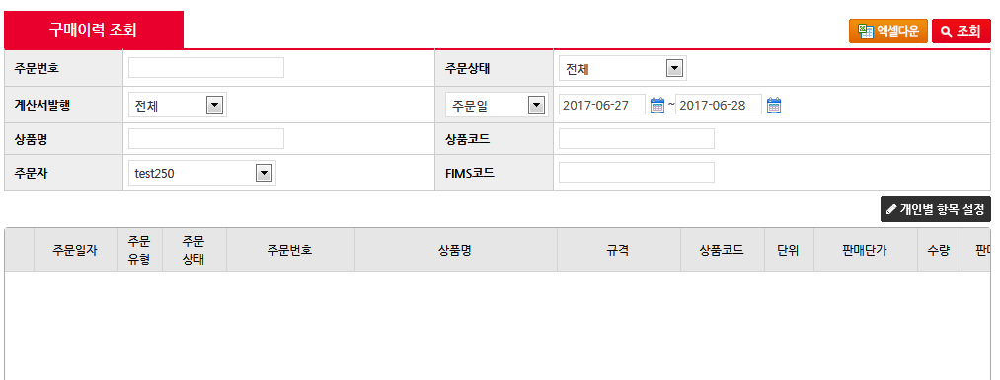 구매이력 조회
엑셀다운 조회
주문번호 주문상태 전체
계산서발행 전체 주문일 2017-06-27 ~ 2017-06-28
상품명 상품코드
주문자 test250 FIMS코드
개인별 항목 설정
주문일자 주문 유형 주문 상태 주문번호 상품명 규격 상품코드 단위 판매단가 수량